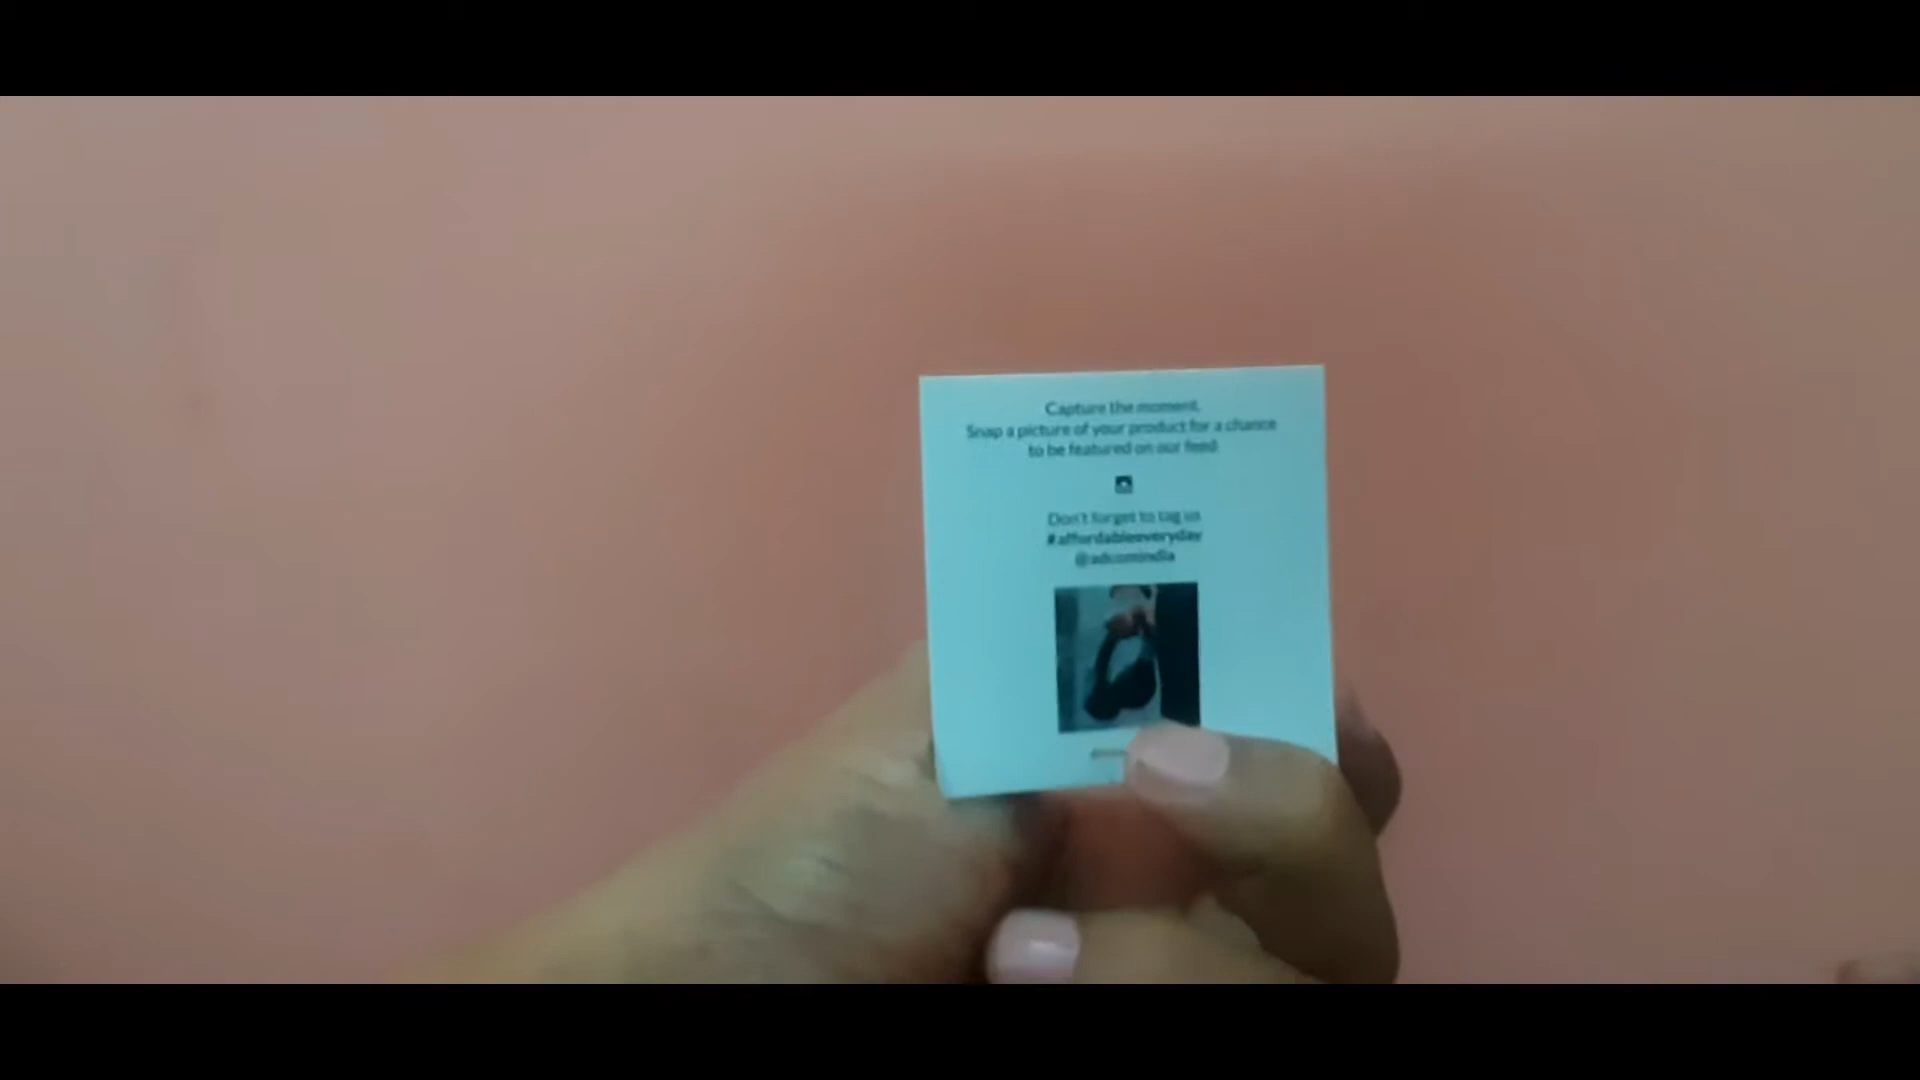 Capture the moment.
Snap a picture of your product for a chance
to be featured on our feed
Don't forget to tag us
#affordableeveryday
@adcomindia